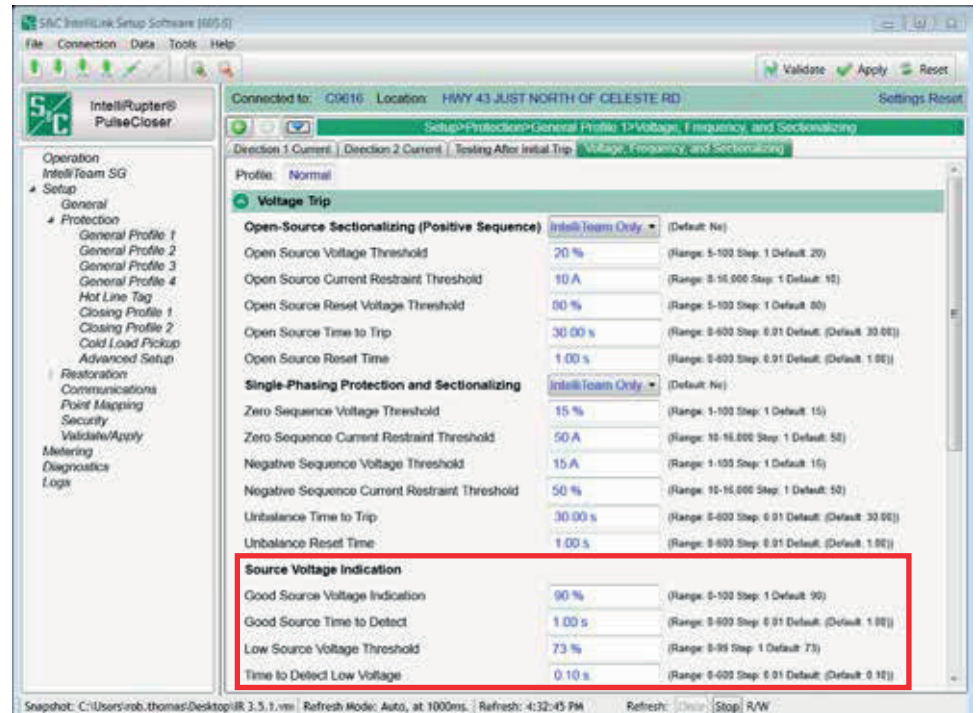 S&C IntelliLink Setup Software [605.6]
File Connection Data Tools Help
Validate Apply Reset
S/C IntelliRupter® PulseCloser
Connected to: C9616 Location: HWY 43 JUST NORTH OF CELESTE RD Settings Reset
Setup>Protection>General Profile 1>Voltage, Frequency, and Sectionalizing
Direction 1 Current Direction 2 Current Testing After Initial Trip Voltage, Frequency, and Sectionalizing
Operation
IntelliTeam SG
Setup
General
Protection
General Profile 1
General Profile 2
General Profile 3
General Profile 4
Hot Line Tag
Closing Profile 1
Closing Profile 2
Cold Load Pickup
Advanced Setup
Restoration
Communications
Point Mapping
Security
Validate/Apply
Metering
Diagnostics
Logs
Profile: Normal
Voltage Trip
Open-Source Sectionalizing (Positive Sequence) IntelliTeam Only (Default: No)
Open Source Voltage Threshold 20 % (Range: 5-100 Step: 1 Default: 20)
Open Source Current Restraint Threshold 10 A (Range: 0-16,000 Step: 1 Default: 10)
Open Source Reset Voltage Threshold 80 % (Range: 5-100 Step: 1 Default: 80)
Open Source Time to Trip 30.00 s (Range: 0-600 Step: 0.01 Default: (Default: 30.00))
Open Source Reset Time 1.00 s (Range: 0-600 Step: 0.01 Default: (Default: 1.00))
Single-Phasing Protection and Sectionalizing IntelliTeam Only (Default: No)
Zero Sequence Voltage Threshold 15 % (Range: 1-100 Step: 1 Default: 15)
Zero Sequence Current Restraint Threshold 50 A (Range: 10-16,000 Step: 1 Default: 50)
Negative Sequence Voltage Threshold 15 A (Range: 1-100 Step: 1 Default: 15)
Negative Sequence Current Restraint Threshold 50 % (Range: 10-16,000 Step: 1 Default: 50)
Unbalance Time to Trip 30.00 s (Range: 0-600 Step: 0.01 Default: (Default: 30.00))
Unbalance Reset Time 1.00 s (Range: 0-600 Step: 0.01 Default: (Default: 1.00))
Source Voltage Indication
Good Source Voltage Indication 90 % (Range: 0-100 Step: 1 Default: 90)
Good Source Time to Detect 1.00 s (Range: 0-600 Step: 0.01 Default: (Default: 1.00))
Low Source Voltage Threshold 73 % (Range: 0-99 Step: 1 Default: 73)
Time to Detect Low Voltage 0.10 s (Range: 0-600 Step: 0.01 Default: (Default: 0.10))
Snapshot: C:\Users\rob.thomas\Desktop\IR 3.5.1.vmi Refresh Mode: Auto, at 1000ms. Refresh: 4:32:45 PM Refresh: Once Stop R/W